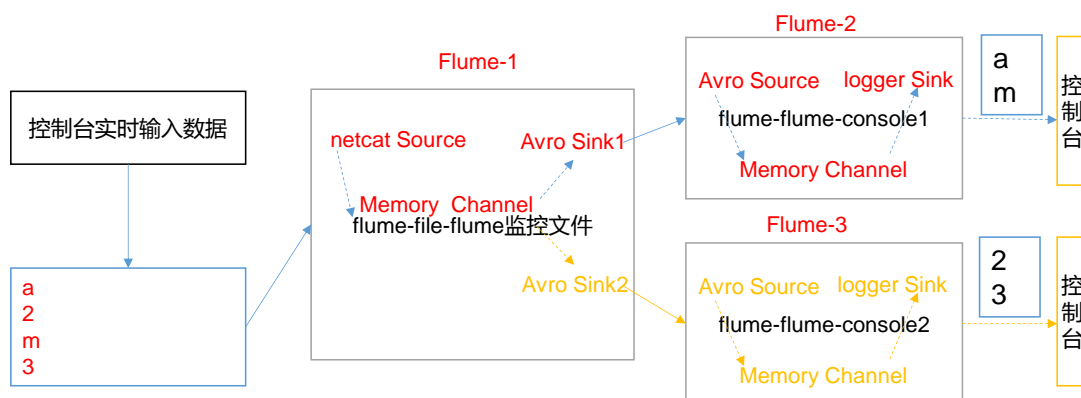 控制台实时输入数据
a
2
m
3
Flume-1
netcat Source
Avro Sink1
Memory Channel
flume-file-flume监控文件
Avro Sink2
Flume-2
Avro Source
logger Sink
flume-flume-console1
Memory Channel
a
m
控制台
Flume-3
Avro Source
logger Sink
flume-flume-console2
Memory Channel
2
3
控制台